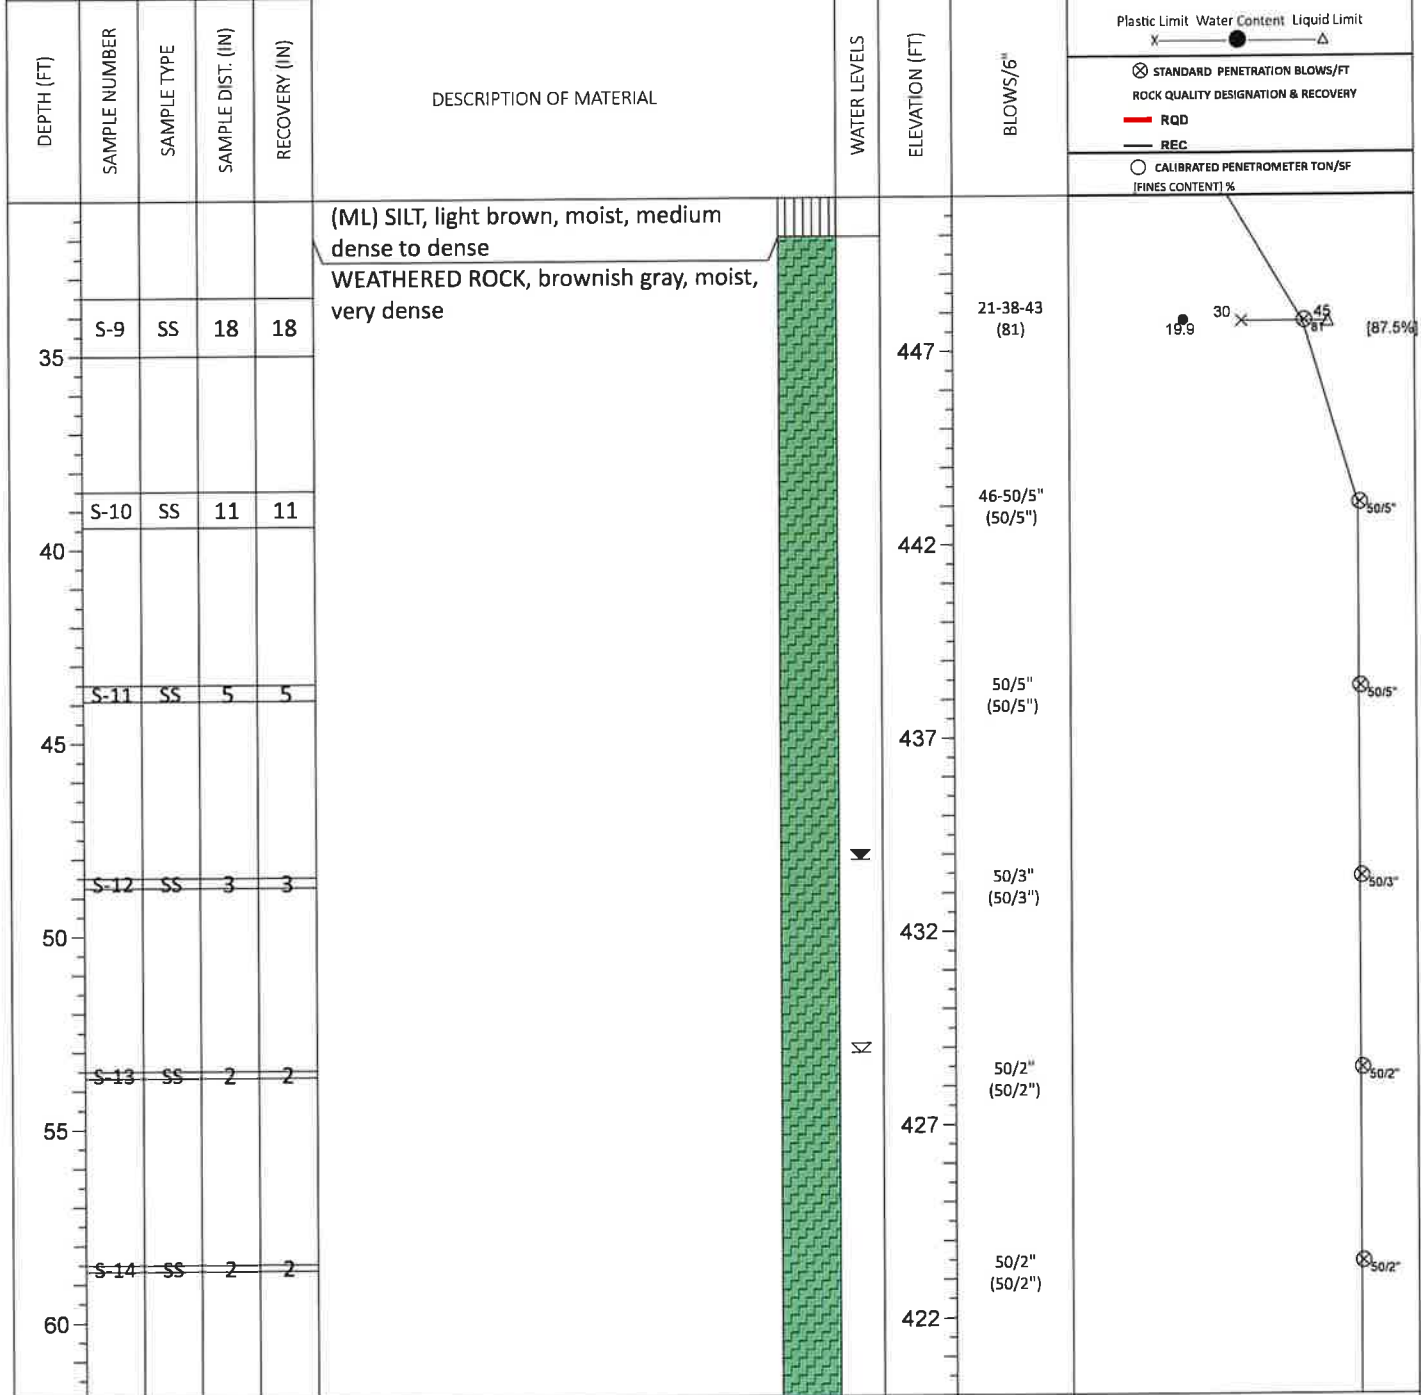 DEPTH (FT)
SAMPLE NUMBER
SAMPLE TYPE
SAMPLE DIST. (IN)
RECOVERY (IN)
DESCRIPTION OF MATERIAL
WATER LEVELS
ELEVATION (FT)
BLOWS/6"
Plastic Limit Water Content Liquid Limit
X
STANDARD PENETRATION BLOWS/FT
ROCK QUALITY DESIGNATION & RECOVERY
RQD
REC
CALIBRATED PENETROMETER TON/SF
[FINES CONTENT] %
(ML) SILT, light brown, moist, medium
dense to dense
WEATHERED ROCK, brownish gray, moist,
very dense
S-9 SS 18 18
21-38-43
(81)
19.9 30 45
81
[87.5%]
35 447
S-10 SS 11 11
46-50/5"
(50/5")
50/5"
40 442
S-11 SS 5 5
50/5"
(50/5")
50/5"
45 437
S-12 SS 3 3
50/3"
(50/3")
50/3"
50 432
S-13 SS 2 2
50/2"
(50/2")
50/2"
55 427
S-14 SS 2 2
50/2"
(50/2")
50/2"
60 422